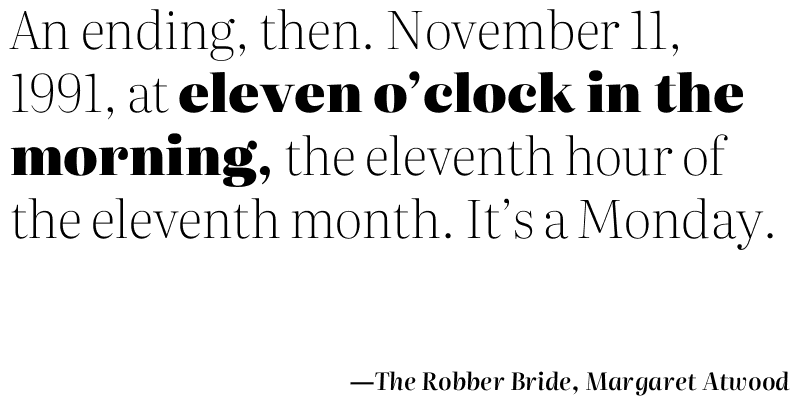 An ending, then. November 11,
1991, at eleven o’clock in the
morning, the eleventh hour of
the eleventh month. It’s a Monday.
—The Robber Bride, Margaret Atwood